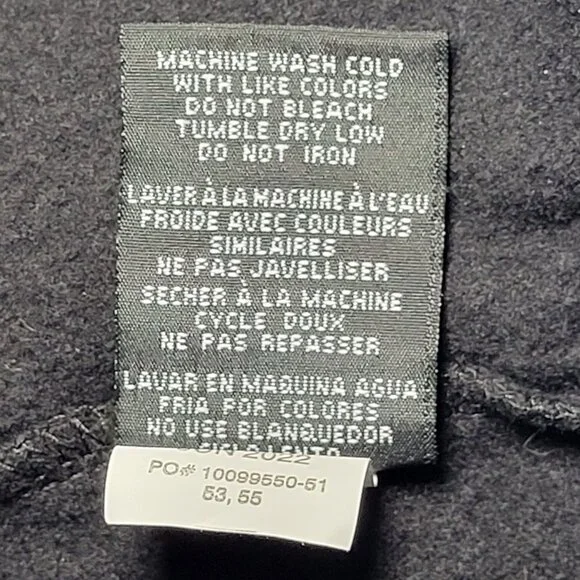 MACHINE WASH COLD
WITH LIKE COLORS
DO NOT BLEACH
TUMBLE DRY LOW
DO NOT IRON
LAVER À LA MACHINE À L'EAU
FROIDE AVEC COULEURS
SIMILAIRES
NE PAS JAVELLISER
SECHER À LA MACHINE
CYCLE DOUX
NE PAS REPASSER
LAVAR EN MAQUINA AGUA
FRIA POR COLORES
NO USE BLANQUEDOR
2022
PO# 10099550-51
53, 55